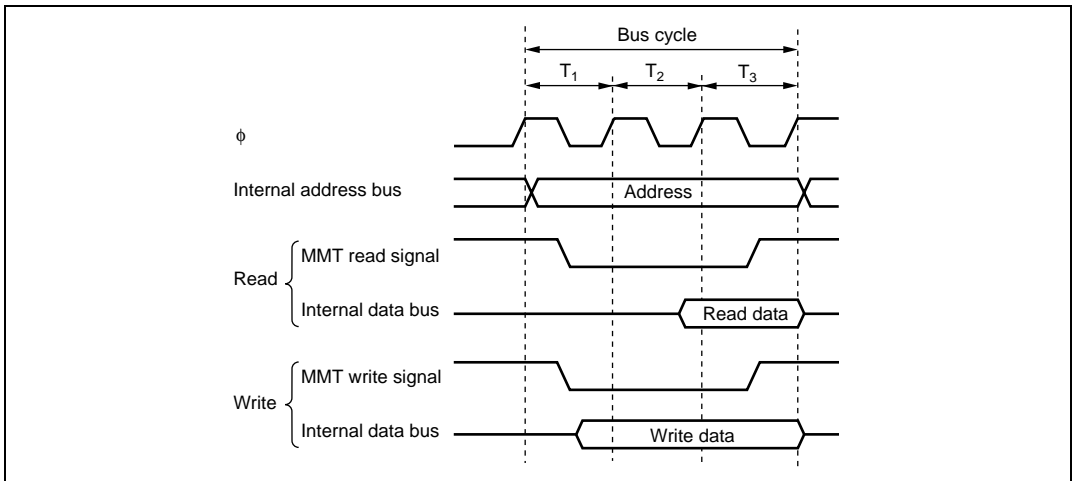 Bus cycle
T1 T2 T3
ϕ
Internal address bus Address
Read MMT read signal
Internal data bus Read data
Write MMT write signal
Internal data bus Write data